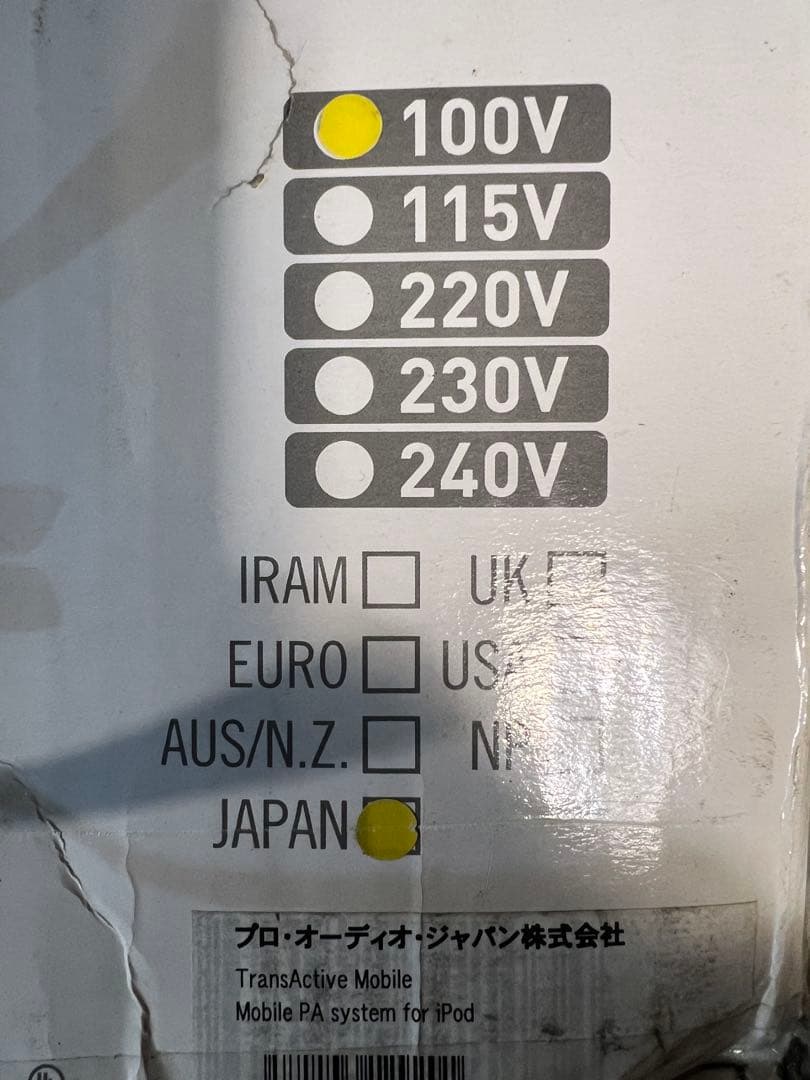 100V
115V
220V
230V
240V
IRAM UK
EURO
AUS/N.Z.
JAPAN
プロ・オーディオ・ジャパン株式会社
TransActive Mobile
Mobile PA system for iPod